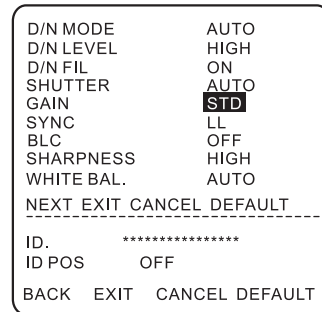 D/N MODE AUTO
D/N LEVEL HIGH
D/N FIL ON
SHUTTER AUTO
GAIN STD
SYNC LL
BLC OFF
SHARPNESS HIGH
WHITE BAL. AUTO
NEXT EXIT CANCEL DEFAULT
ID. ****************
ID POS OFF
BACK EXIT CANCEL DEFAULT